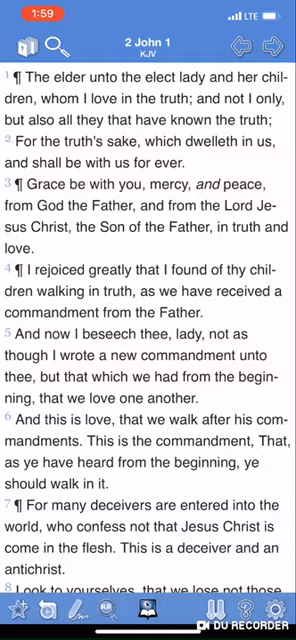 1:59
LTE
2 John 1
KJV
1 ¶ The elder unto the elect lady and her chil-
dren, whom I love in the truth; and not I only,
but also all they that have known the truth;
2 For the truth's sake, which dwelleth in us,
and shall be with us for ever.
3 ¶ Grace be with you, mercy, and peace,
from God the Father, and from the Lord Je-
sus Christ, the Son of the Father, in truth and
love.
4 ¶ I rejoiced greatly that I found of thy chil-
dren walking in truth, as we have received a
commandment from the Father.
5 And now I beseech thee, lady, not as
though I wrote a new commandment unto
thee, but that which we had from the begin-
ning, that we love one another.
6 And this is love, that we walk after his com-
mandments. This is the commandment, That,
as ye have heard from the beginning, ye
should walk in it.
7 ¶ For many deceivers are entered into the
world, who confess not that Jesus Christ is
come in the flesh. This is a deceiver and an
antichrist.
8 Look to yourselves, that we lose not those
DU RECORDER